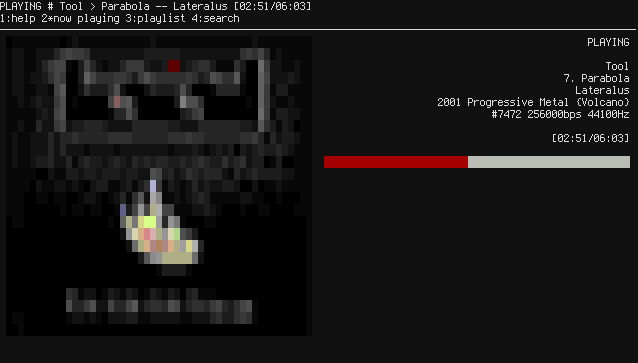 PLAYING # Tool > Parabola -- Lateralus [02:51/06:03]
1:help 2*now playing 3:playlist 4:search
PLAYING
Tool
7. Parabola
Lateralus
2001 Progressive Metal (Volcano)
#7472 256000bps 44100Hz
[02:51/06:03]